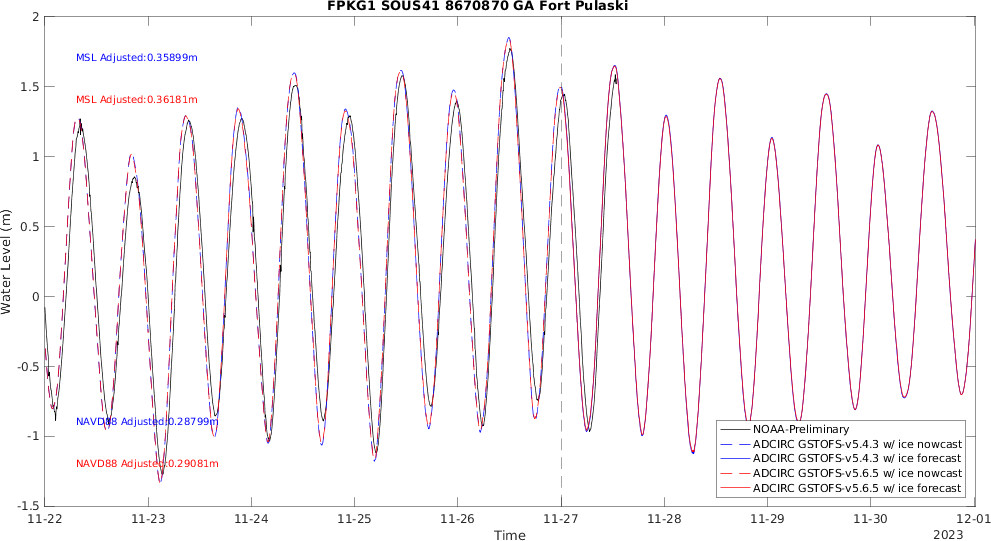 FPKG1 SOUS41 8670870 GA Fort Pulaski
2
1.5
1
0.5
0
-0.5
-1
-1.5
Water Level (m)
MSL Adjusted:0.35899m
MSL Adjusted:0.36181m
NAVD88 Adjusted:0.28799m
NAVD88 Adjusted:0.29081m
NOAA-Preliminary
ADCIRC GSTOFS-v5.4.3 w/ ice nowcast
ADCIRC GSTOFS-v5.4.3 w/ ice forecast
ADCIRC GSTOFS-v5.6.5 w/ ice nowcast
ADCIRC GSTOFS-v5.6.5 w/ ice forecast
11-22 11-23 11-24 11-25 11-26 11-27 11-28 11-29 11-30 12-01
Time
2023